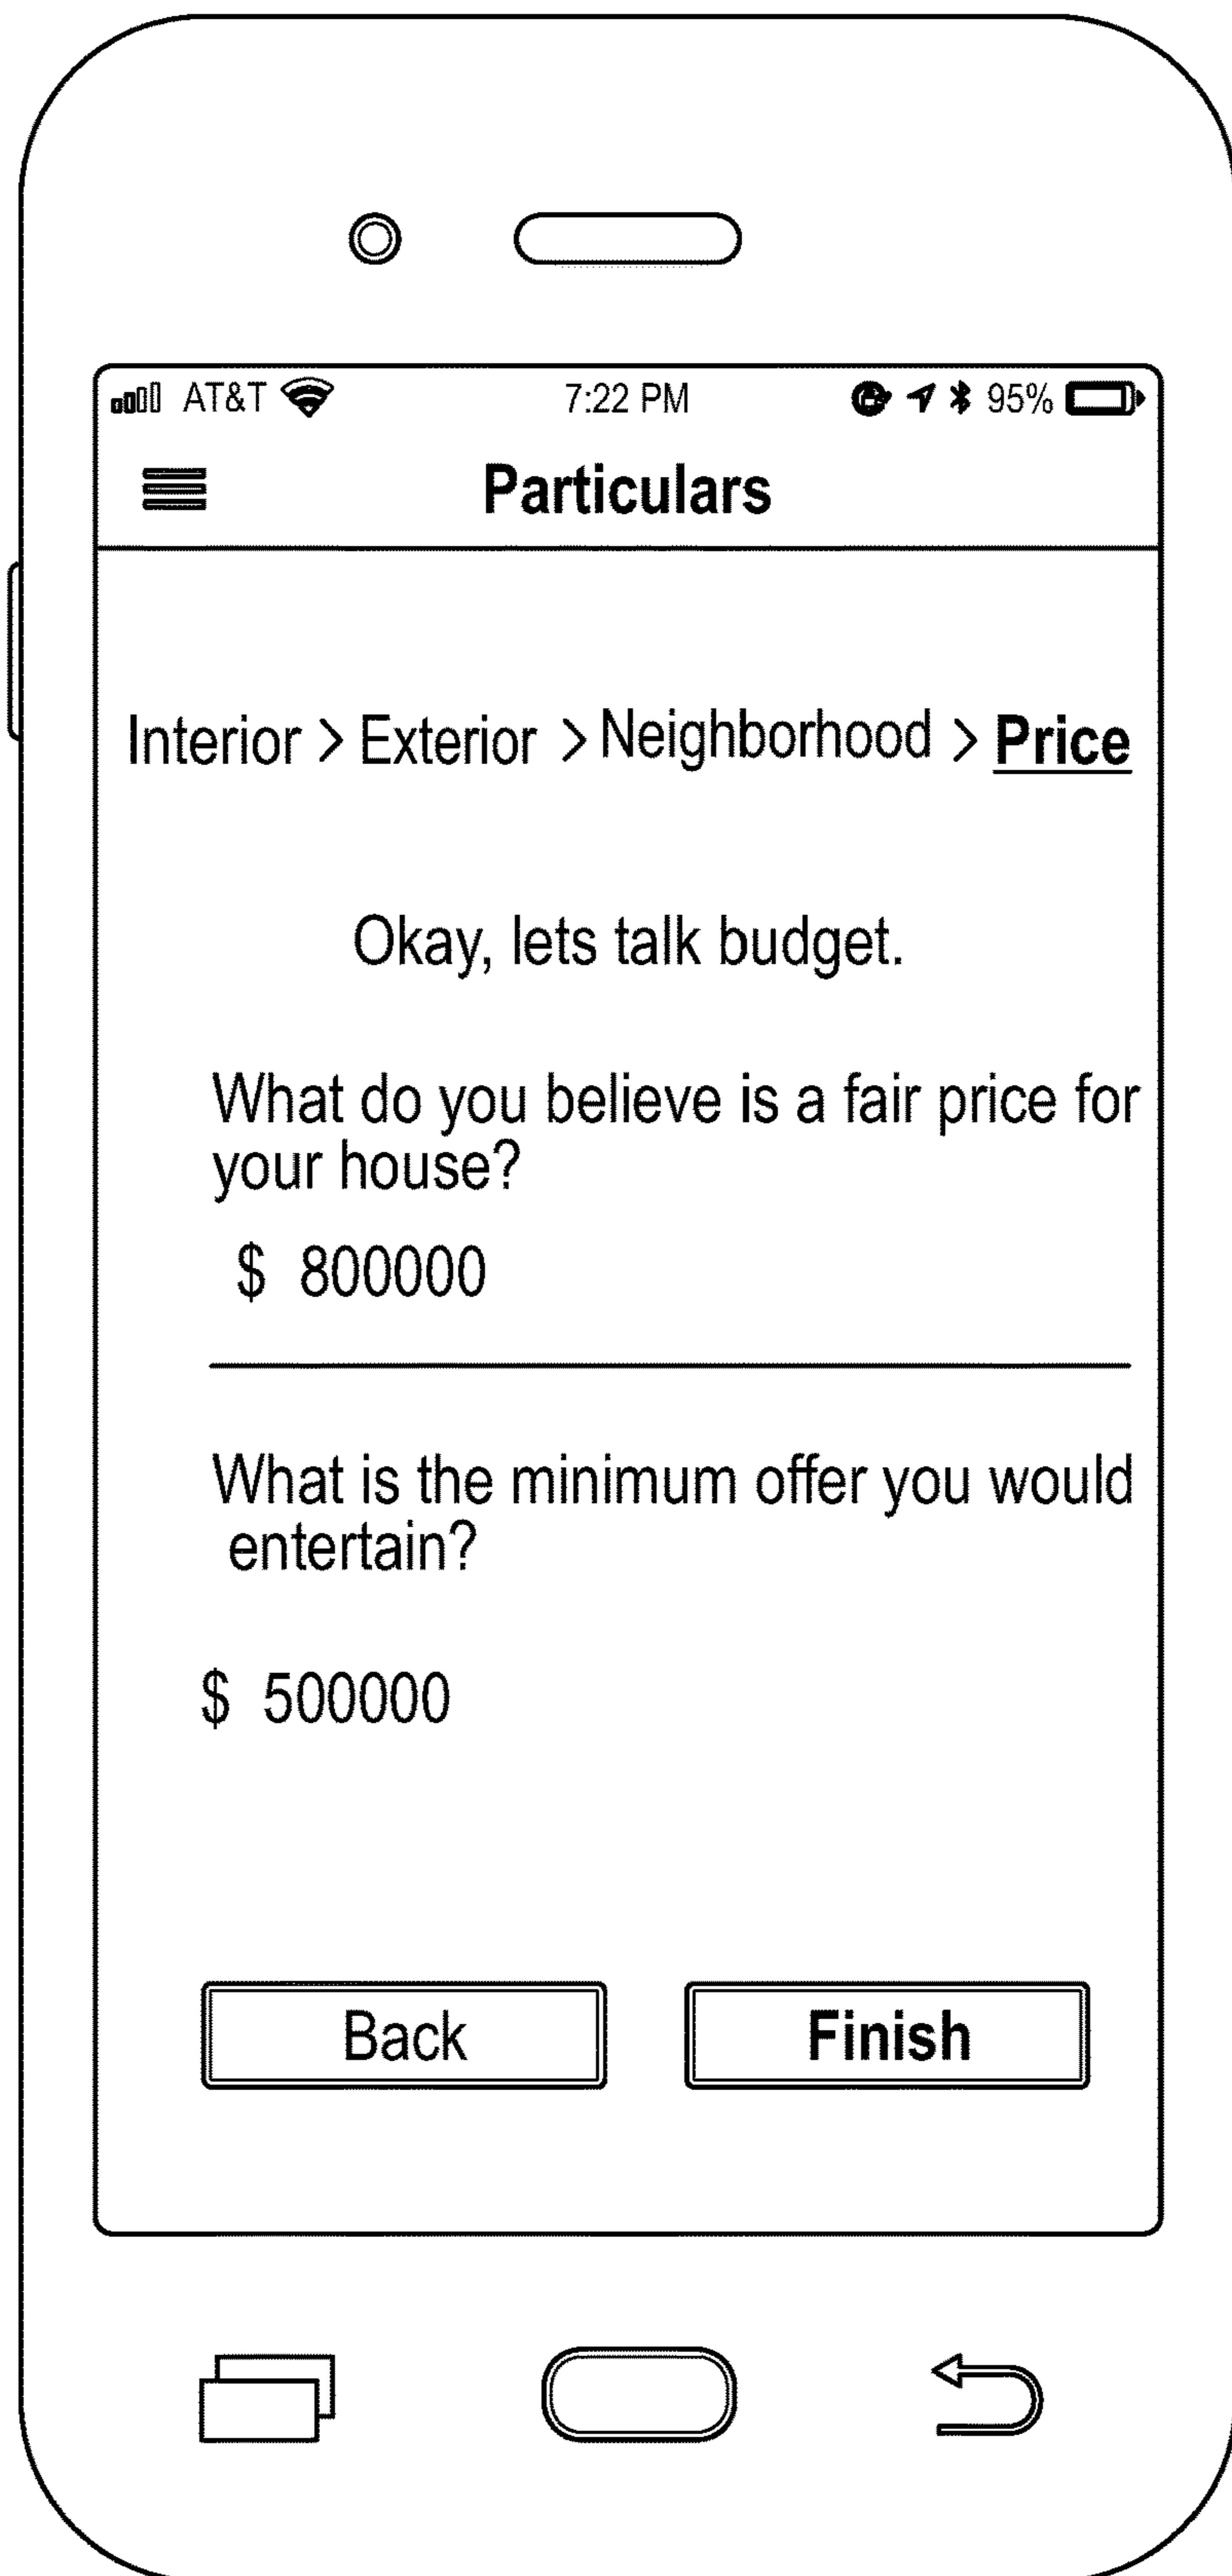 AT&T 7:22 PM 95%
Particulars
Interior > Exterior > Neighborhood > Price
Okay, lets talk budget.
What do you believe is a fair price for
your house?
$ 800000
What is the minimum offer you would
entertain?
$ 500000
Back Finish